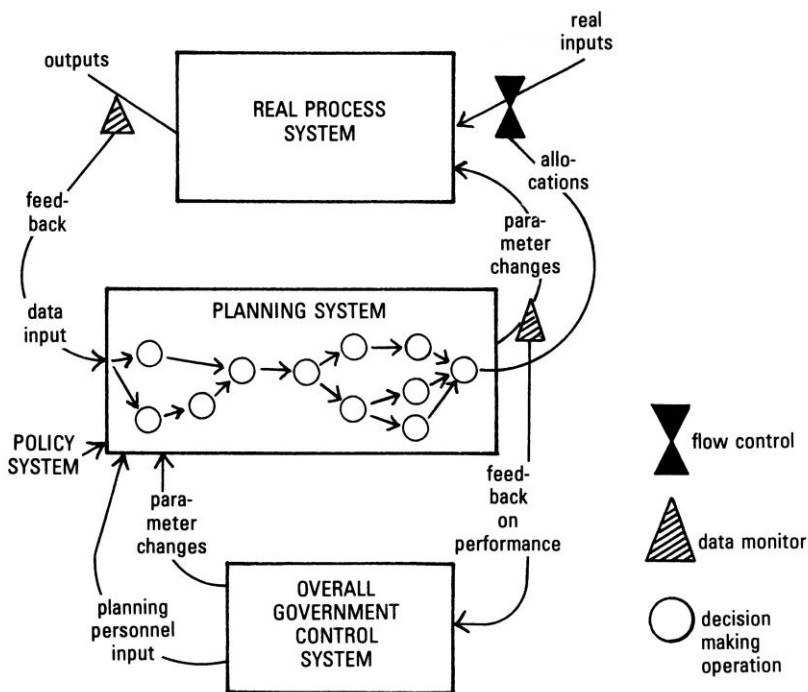 real
inputs
outputs
REAL PROCESS
SYSTEM
allo-
cations
feed-
back
para-
meter
changes
data
input
PLANNING SYSTEM
POLICY
SYSTEM
flow control
para-
meter
changes
feed-
back
on
performance
data monitor
planning
personnel
input
OVERALL
GOVERNMENT
CONTROL
SYSTEM
decision
making
operation